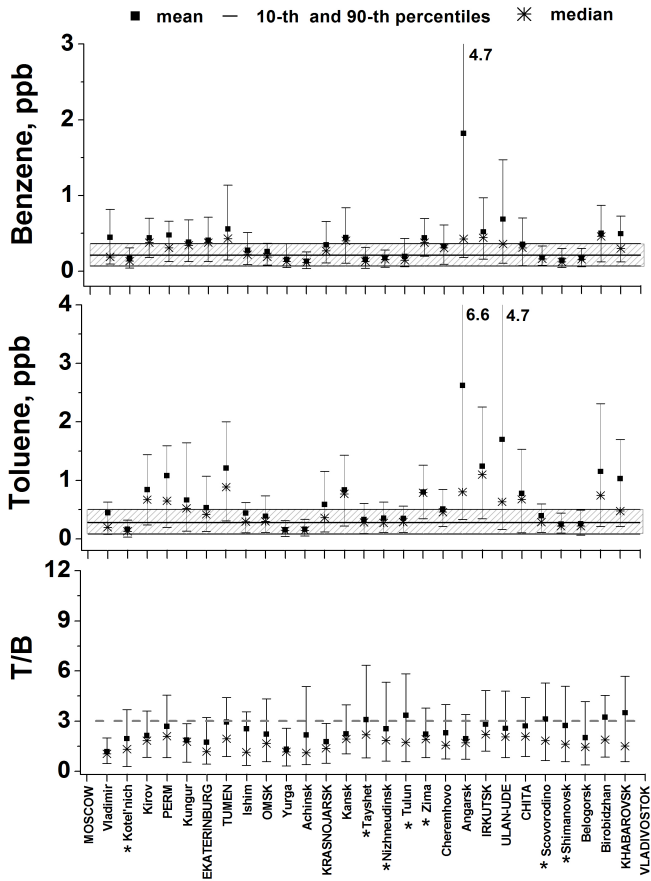 ■ mean — 10-th and 90-th percentiles ✳ median
Benzene, ppb
3
2
1
0
4.7
Toluene, ppb
4
3
2
1
0
6.6
4.7
T/B
12
9
6
3
0
MOSCOW
Vladimir
* Kotel'nich
Kirov
PERM
Kungur
EKATERINBURG
TUMEN
Ishim
OMSK
Yurga
Achinsk
KRASNOJARSK
Kansk
* Tayshet
* Nizhneudinsk
* Tulun
* Zima
Cheremhovo
Angarsk
IRKUTSK
ULAN-UDE
CHITA
* Scovorodino
* Shimanovsk
Belogorsk
Birobidzhan
KHABAROVSK
VLADIVOSTOK